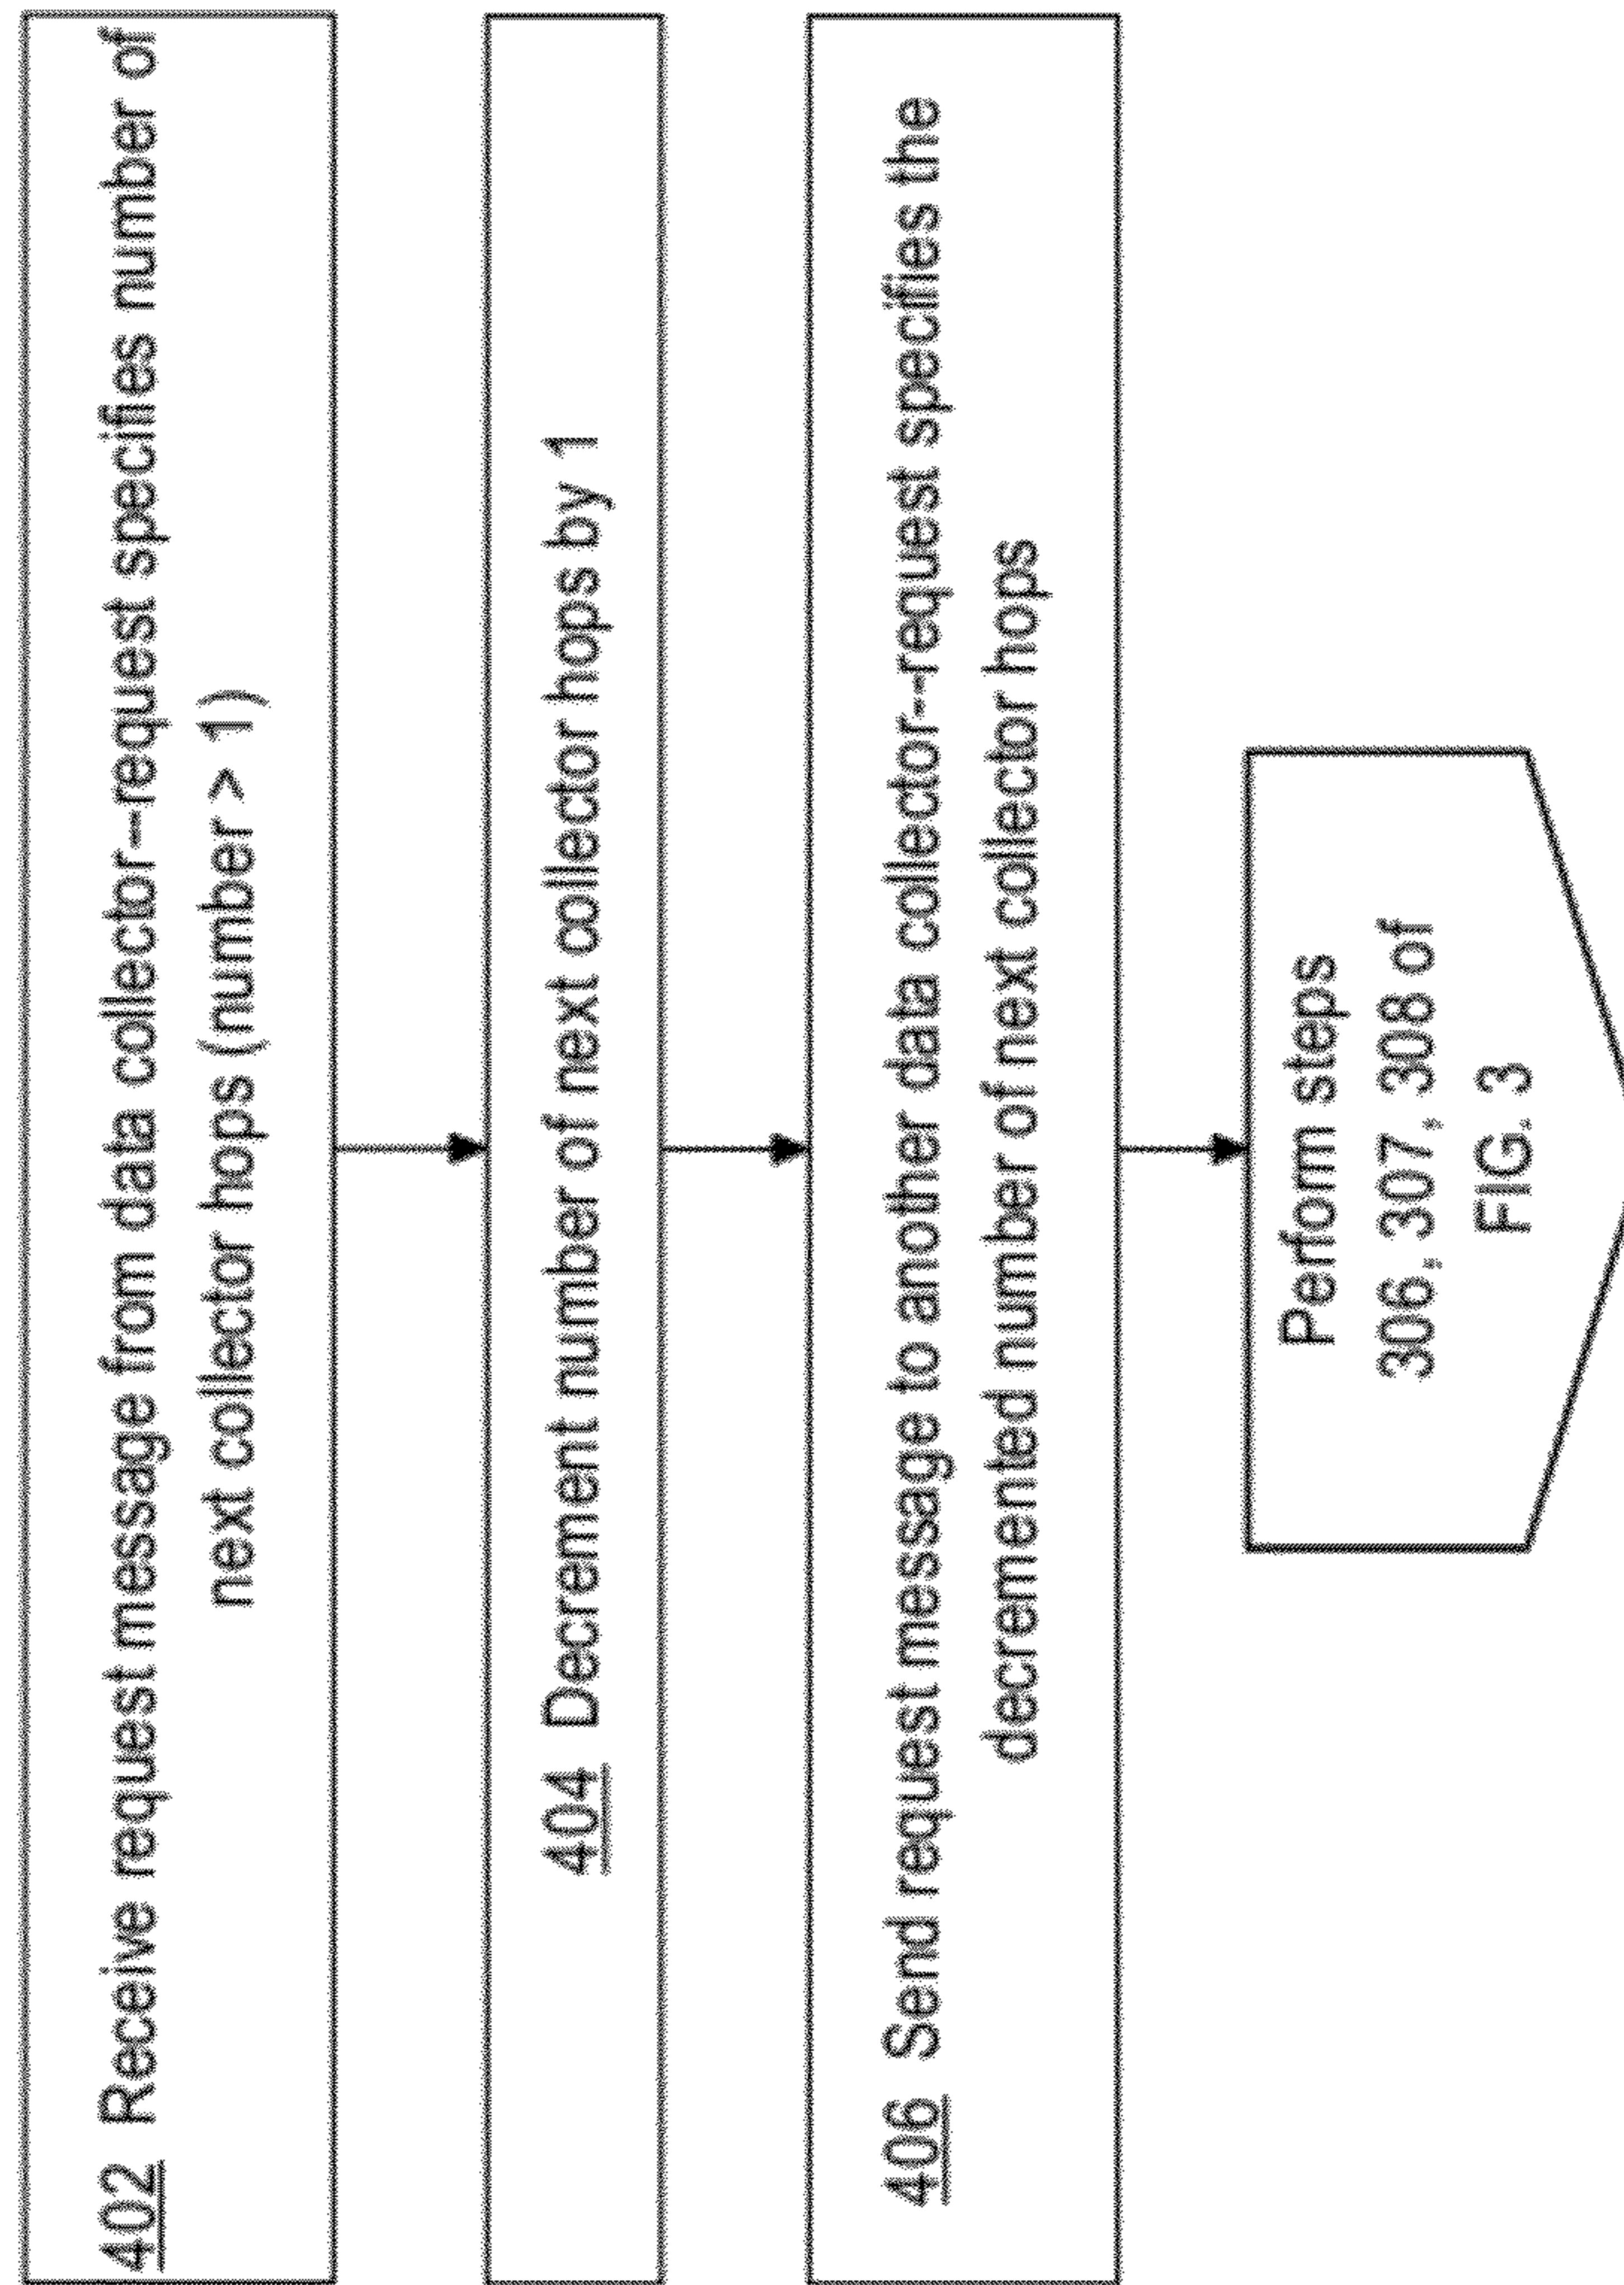 402 Receive request message from data collector--request specifies number of
next collector hops (number > 1)
404 Decrement number of next collector hops by 1
406 Send request message to another data collector--request specifies the
decremented number of next collector hops
Perform steps
306, 307, 308 of
FIG. 3